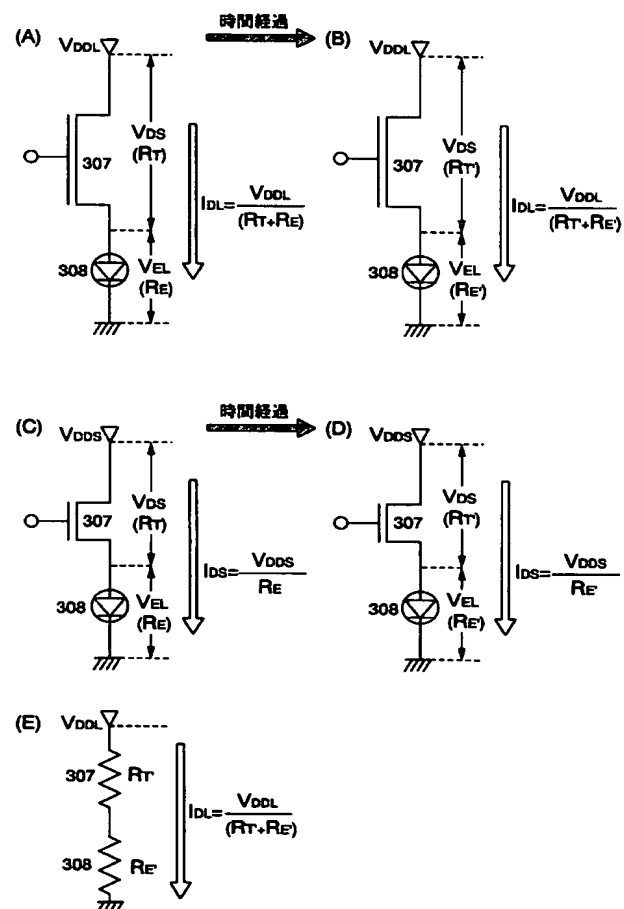 (A)
VDDL
時間経過
(B)
VDDL
307
VDS
(RT)
IDL=VDDL/(RT+RE)
308
VEL
(RE)
307
VDS
(RT')
IDL=VDDL/(RT'+RE')
308
VEL
(RE')
(C)
VDDS
時間経過
(D)
VDDS
307
VDS
(RT)
IDS=VDDS/RE
308
VEL
(RE)
307
VDS
(RT')
IDS=VDDS/RE'
308
VEL
(RE')
(E)
VDDL
307
RT'
IDL=VDDL/(RT'+RE')
308
RE'